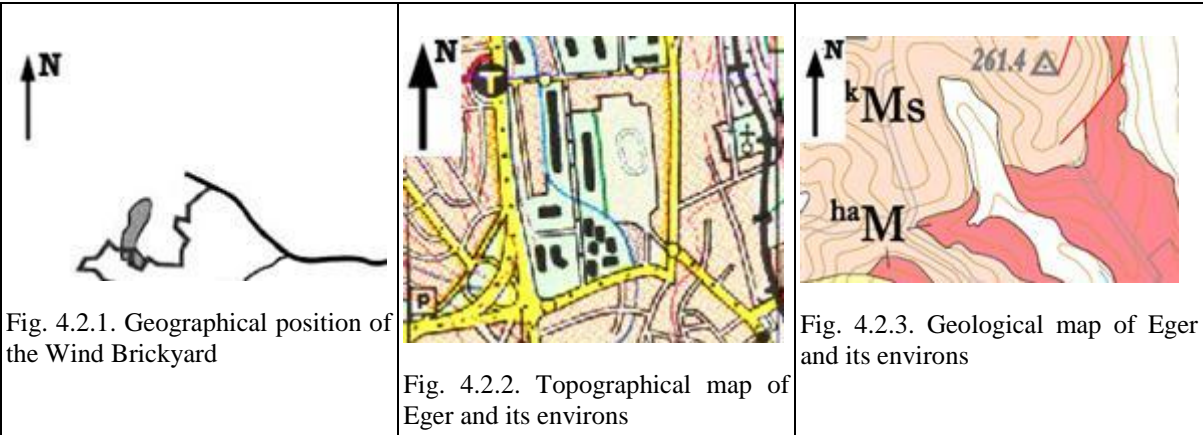 N
Fig. 4.2.1. Geographical position of
the Wind Brickyard
N
T
P
Fig. 4.2.2. Topographical map of
Eger and its environs
N
261.4
kMs
haM
Fig. 4.2.3. Geological map of Eger
and its environs